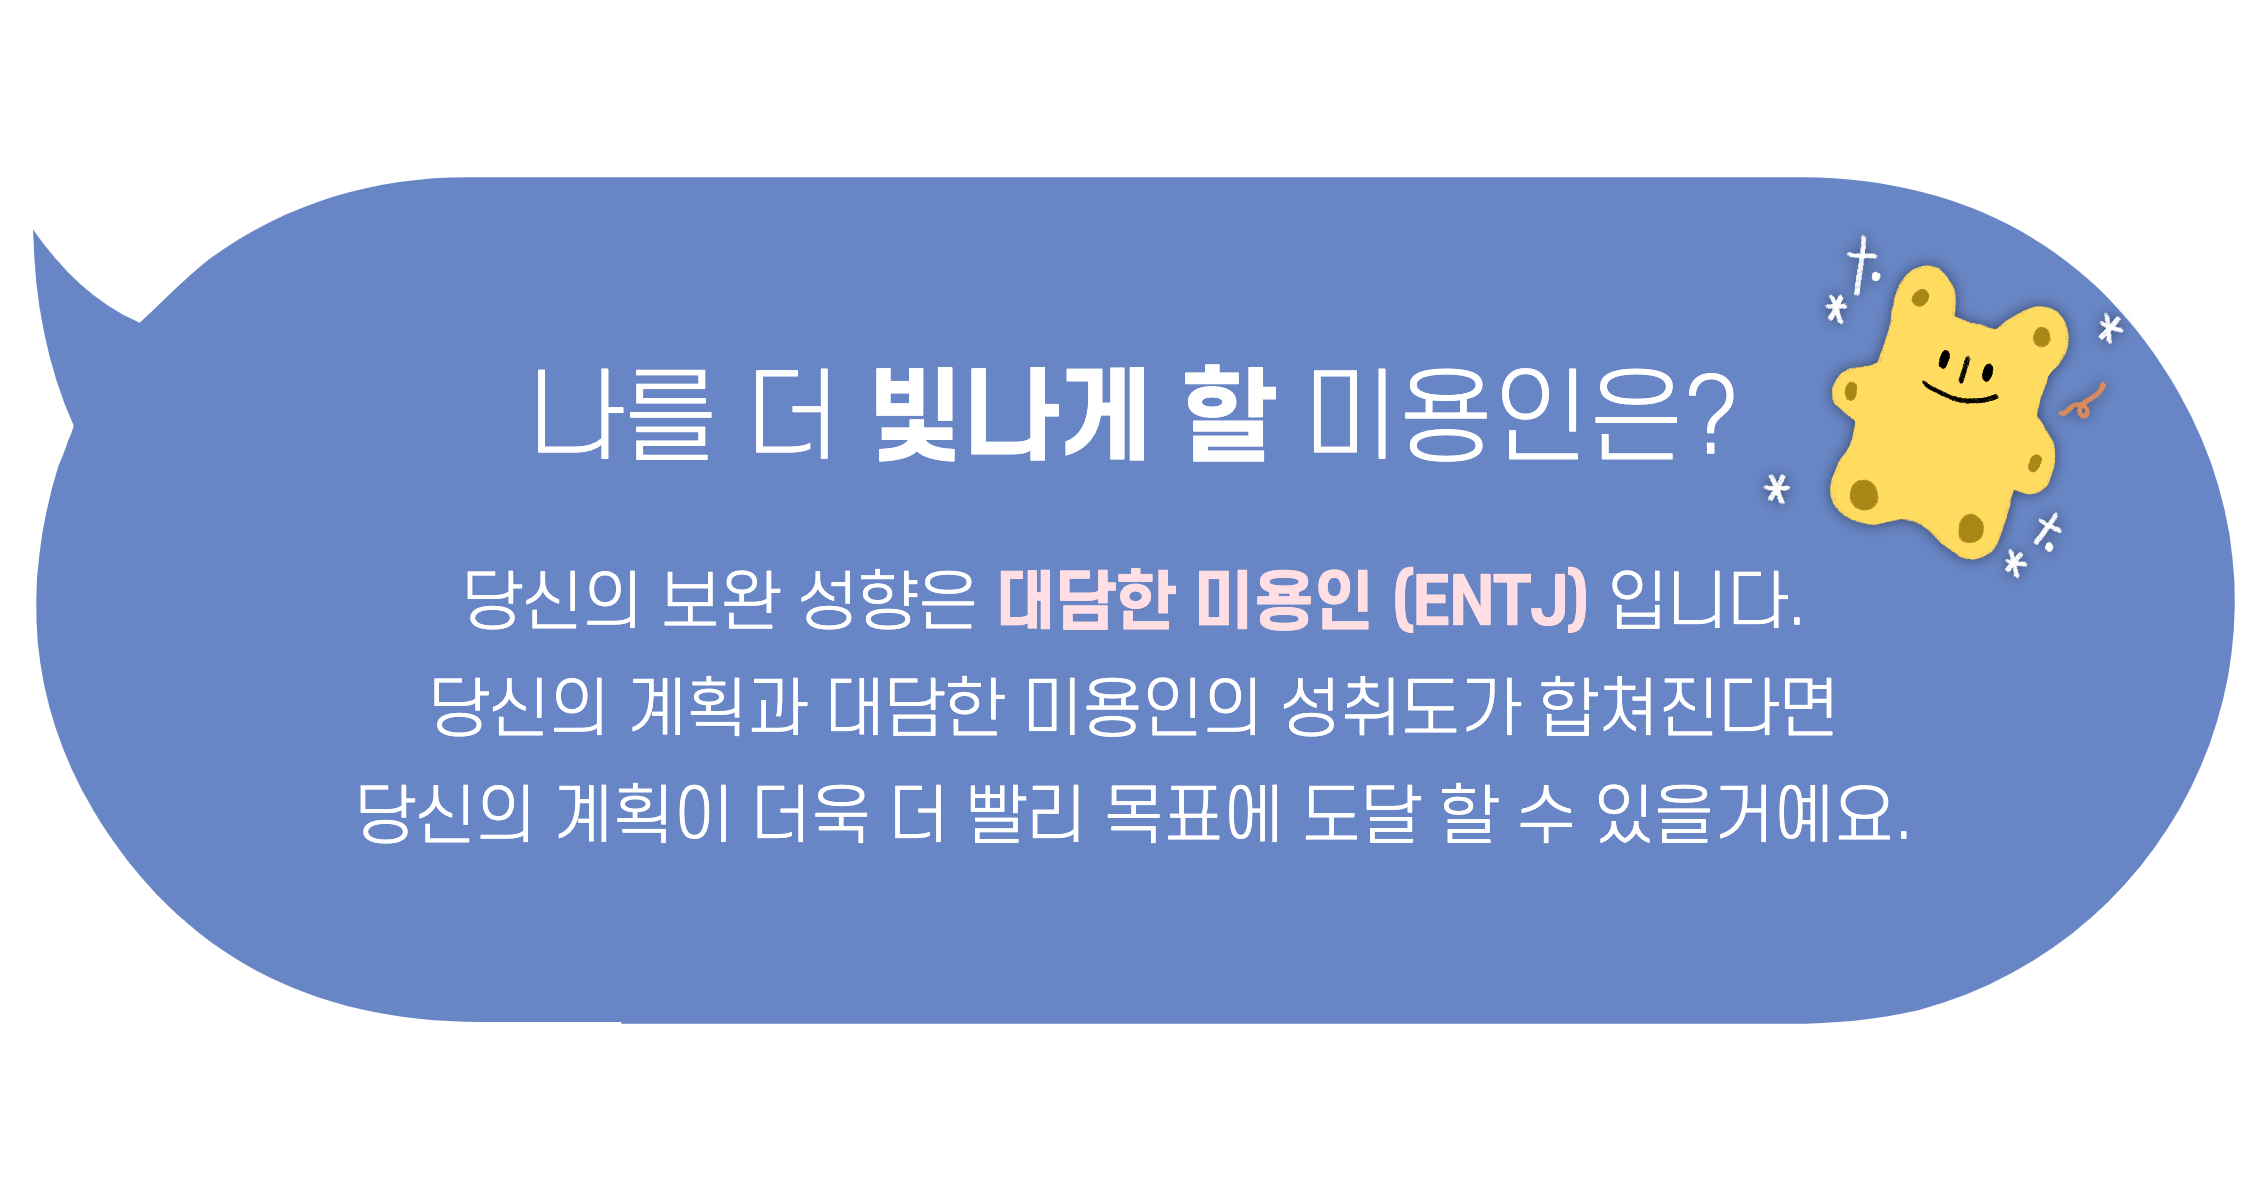 나를 더 빛나게 할 미용인은?
당신의 보완 성향은 대담한 미용인 (ENTJ) 입니다.
당신의 계획과 대담한 미용인의 성취도가 합쳐진다면
당신의 계획이 더욱 더 빨리 목표에 도달 할 수 있을거예요.